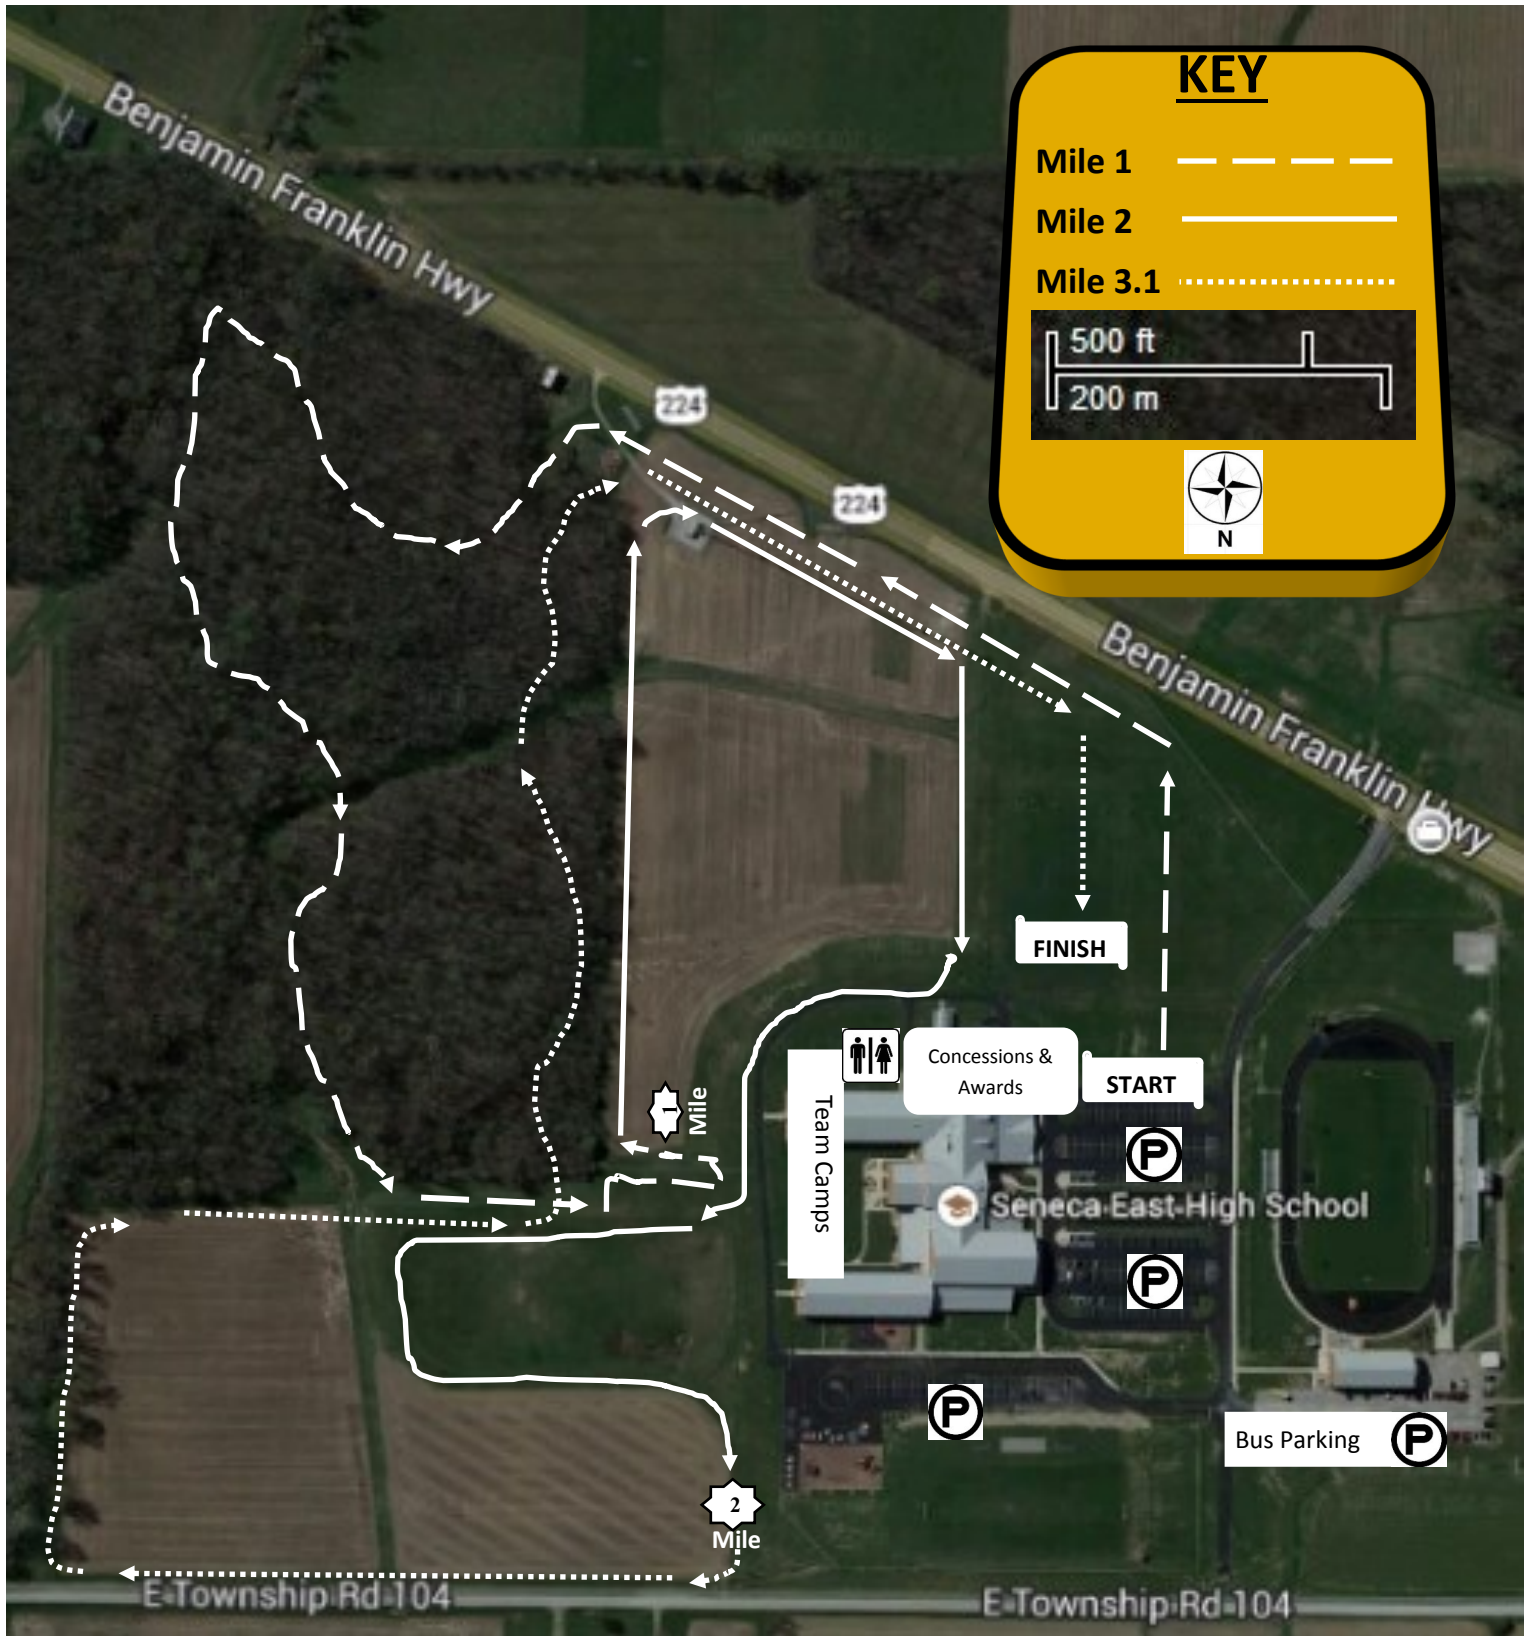 KEY
Mile 1
Mile 2
Mile 3.1
500 ft
200 m
N
Benjamin Franklin Hwy
224
224
Benjamin Franklin Hwy
FINISH
START
Concessions &
Awards
Team Camps
1
Mile
P
Seneca East High School
P
P
Bus Parking P
2
Mile
E Township Rd 104
E Township Rd 104